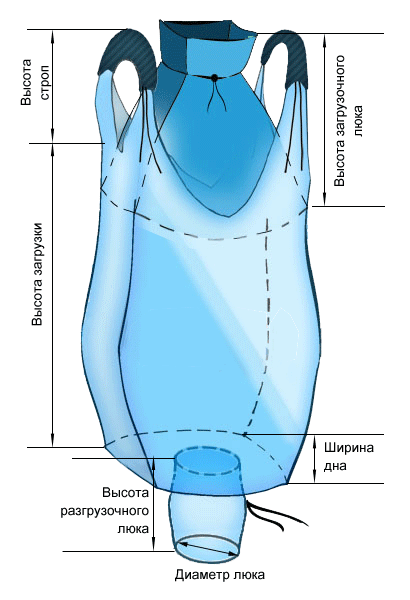 Высота
строп
Высота загрузочного
люка
Высота загрузки
Ширина
дна
Высота
разгрузочного
люка
Диаметр люка